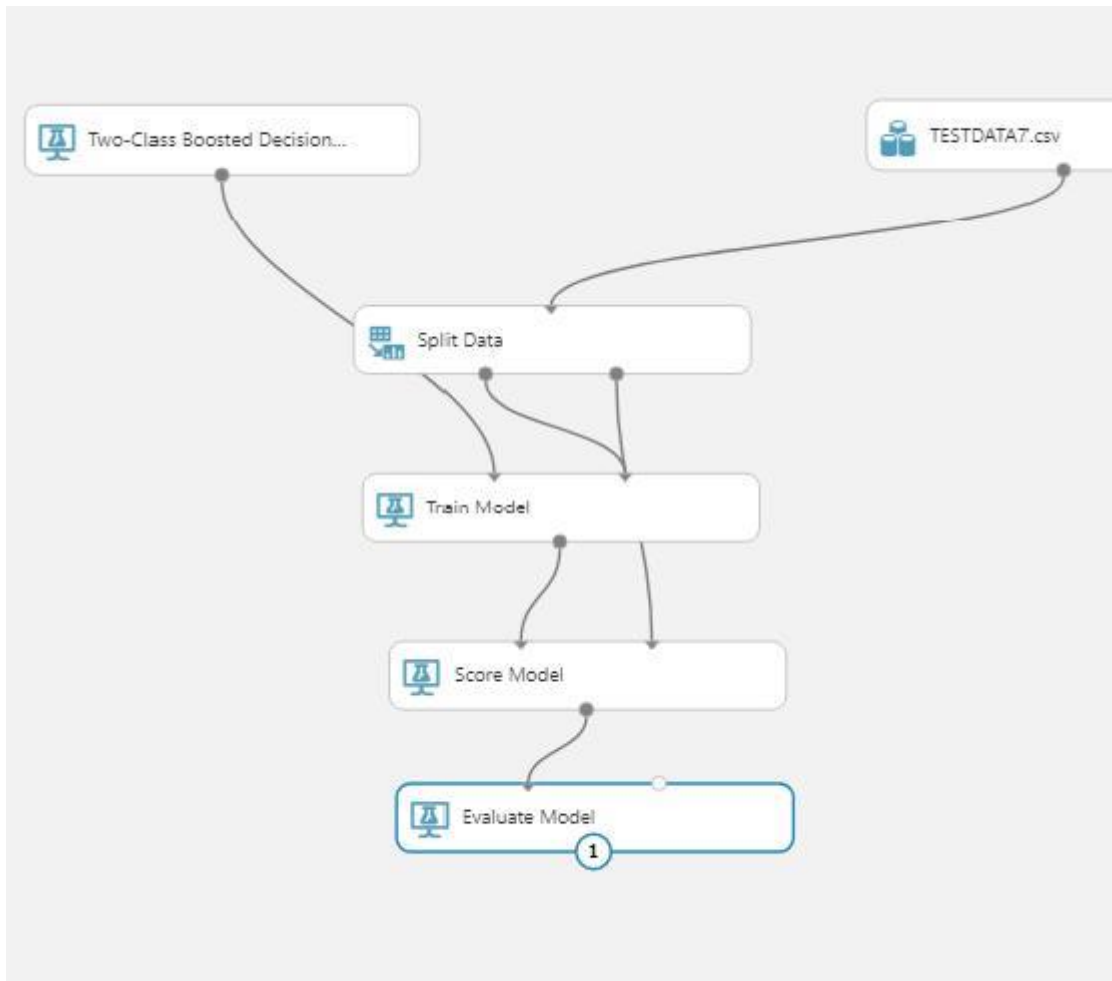 Two-Class Boosted Decision...
TESTDATA7.csv
Split Data
Train Model
Score Model
Evaluate Model
1